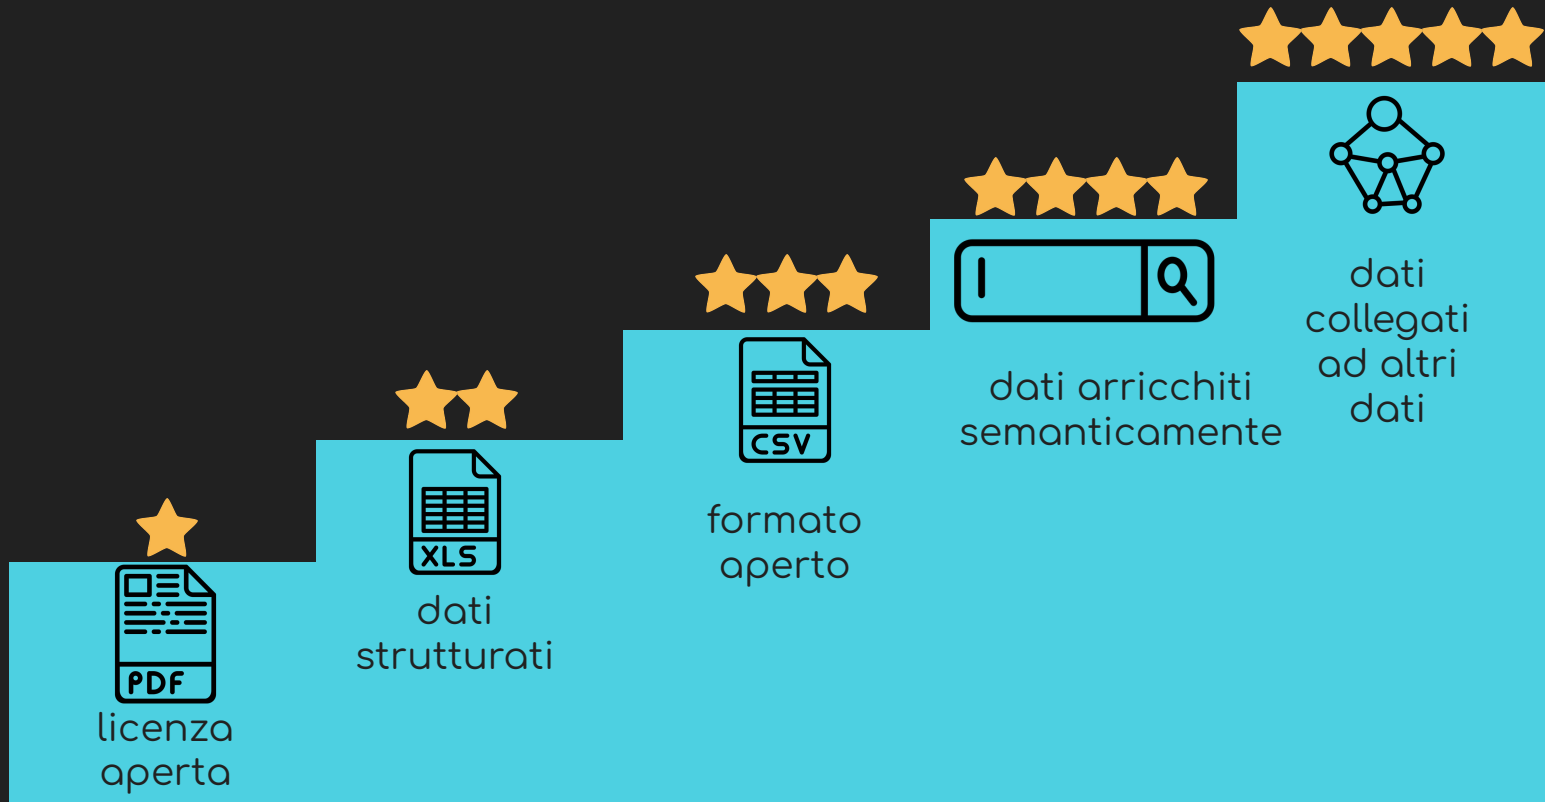 PDF
licenza
aperta
XLS
dati
strutturati
CSV
formato
aperto
dati arricchiti
semanticamente
dati
collegati
ad altri
dati